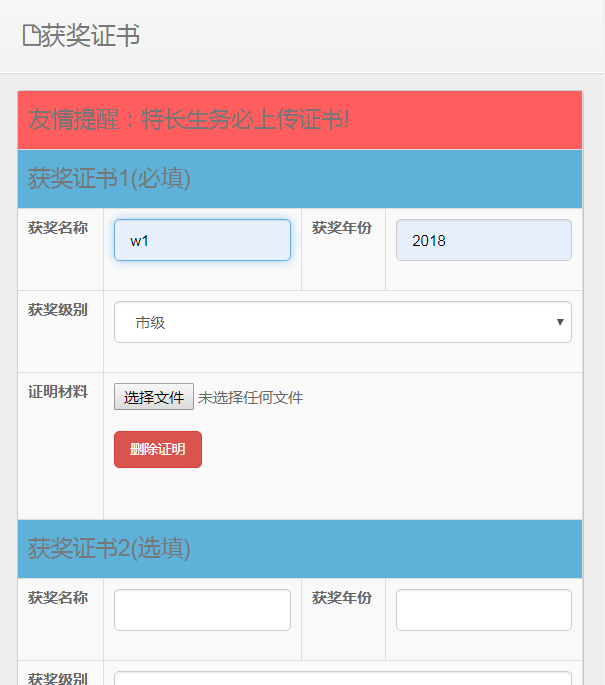 获奖证书
友情提醒：特长生务必上传证书!
获奖证书1(必填)
获奖名称 w1 获奖年份 2018
获奖级别 市级
证明材料 选择文件 未选择任何文件
删除证明
获奖证书2(选填)
获奖名称 获奖年份
获奖级别